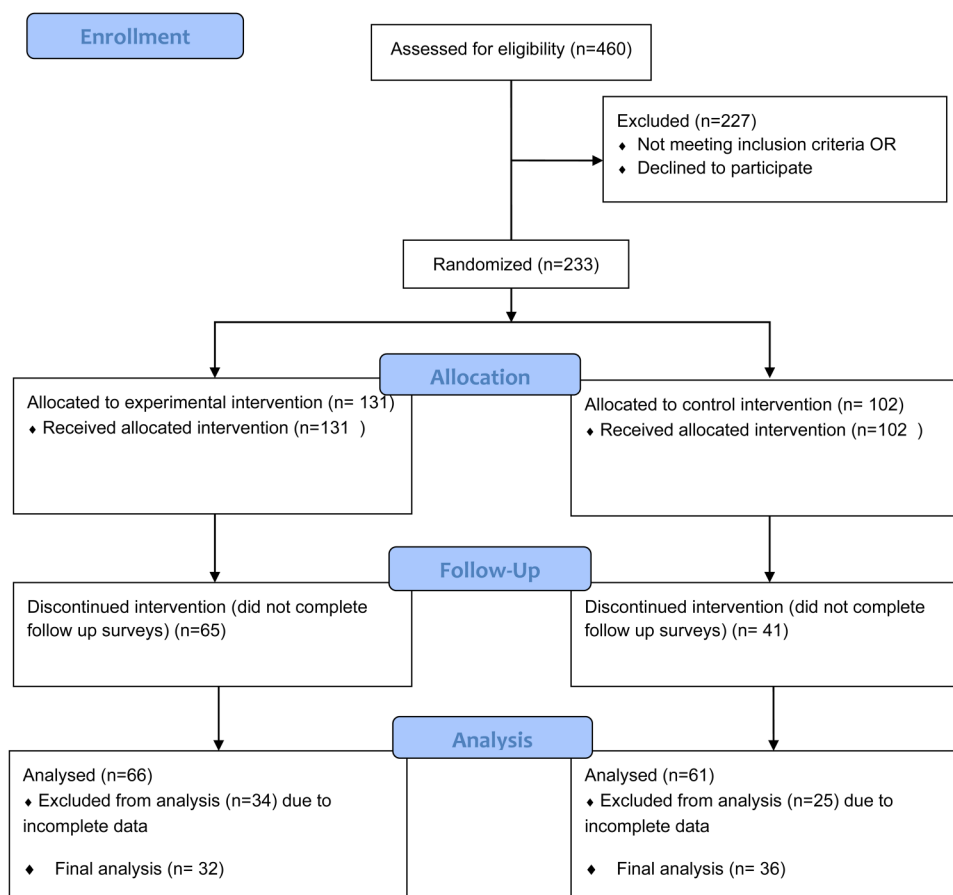 Enrollment
Assessed for eligibility (n=460)
Excluded (n=227)
♦ Not meeting inclusion criteria OR
♦ Declined to participate
Randomized (n=233)
Allocation
Allocated to experimental intervention (n= 131)
♦ Received allocated intervention (n=131 )
Allocated to control intervention (n= 102)
♦ Received allocated intervention (n=102 )
Follow-Up
Discontinued intervention (did not complete
follow up surveys) (n=65)
Discontinued intervention (did not complete
follow up surveys) (n= 41)
Analysis
Analysed (n=66)
♦ Excluded from analysis (n=34) due to
incomplete data
♦ Final analysis (n= 32)
Analysed (n=61)
♦ Excluded from analysis (n=25) due to
incomplete data
♦ Final analysis (n= 36)